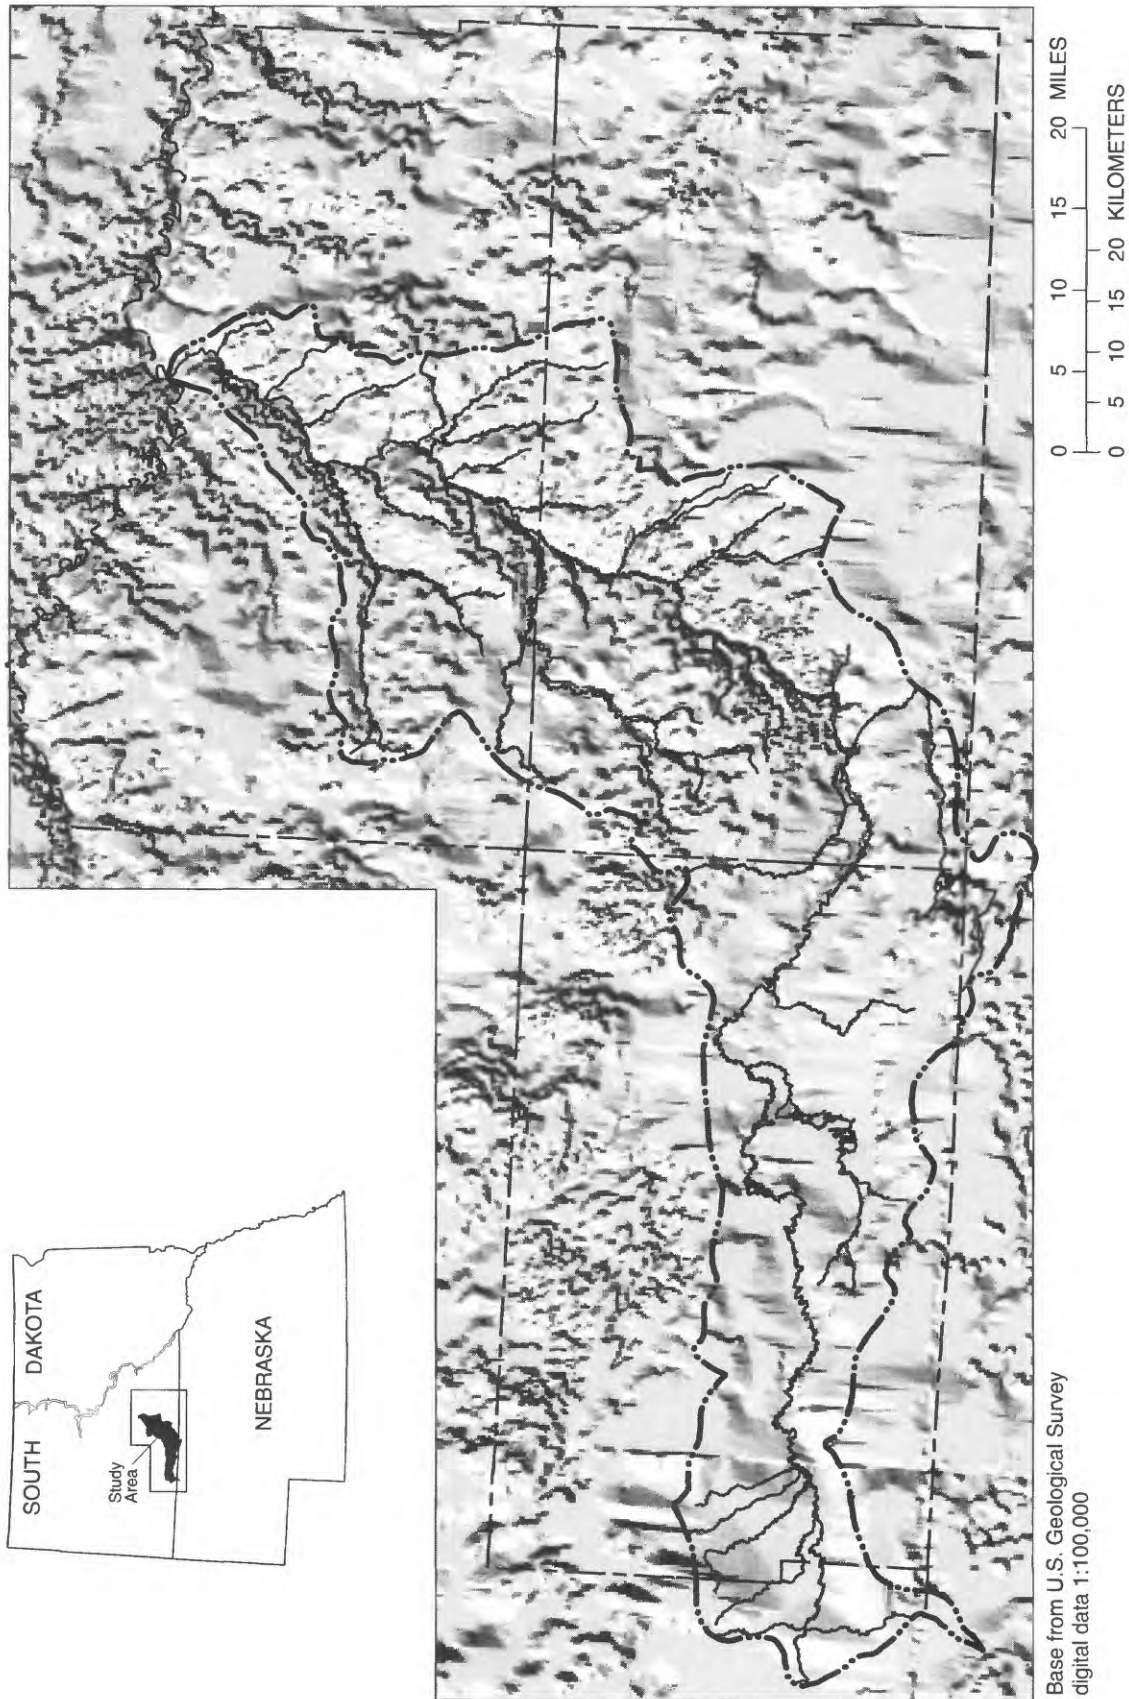 SOUTH DAKOTA
Study
Area
NEBRASKA
Base from U.S. Geological Survey
digital data 1:100,000
0 5 10 15 20 MILES
0 5 10 15 20 KILOMETERS